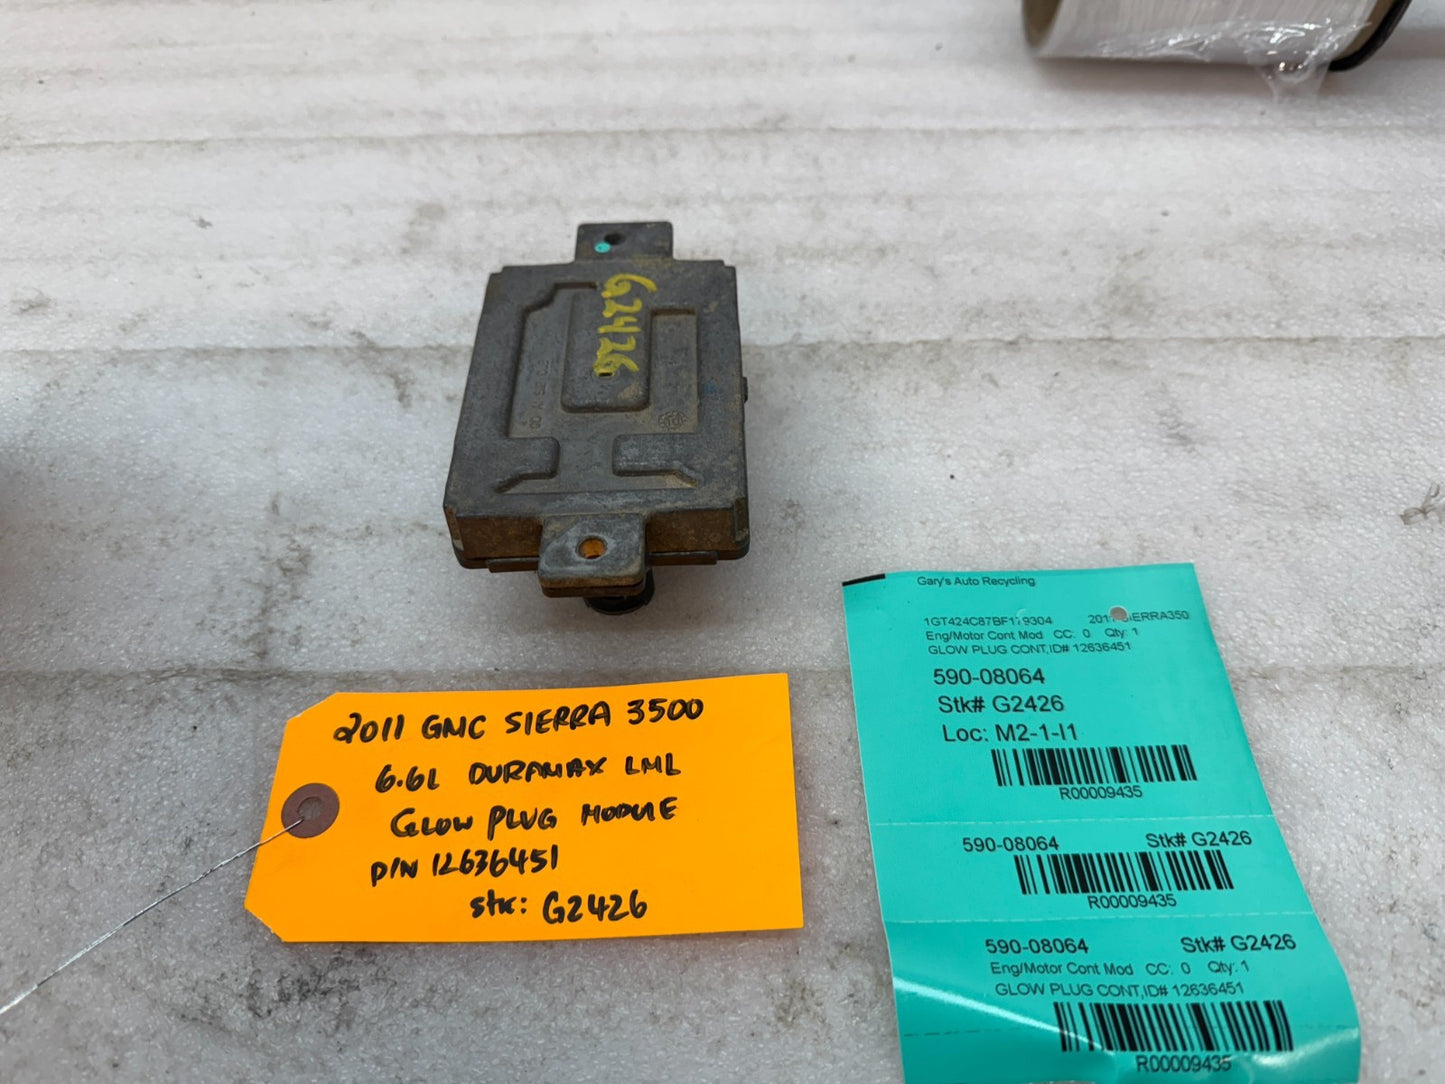 G2426
2011 GMC SIERRA 3500
6.6L DURAMAX LML
GLOW PLUG MODULE
P/N 12636451
stk: G2426
Gary's Auto Recycling
1GT424C87BF179304 SIERRA350
Eng/Motor Cont Mod CC: 0 Qty: 1
GLOW PLUG CONT,ID# 12636451
590-08064
Stk# G2426
Loc: M2-1-I1
R00009435
590-08064 Stk# G2426
R00009435
590-08064 Stk# G2426
Eng/Motor Cont Mod CC: 0 Qty: 1
GLOW PLUG CONT,ID# 12636451
R00009435